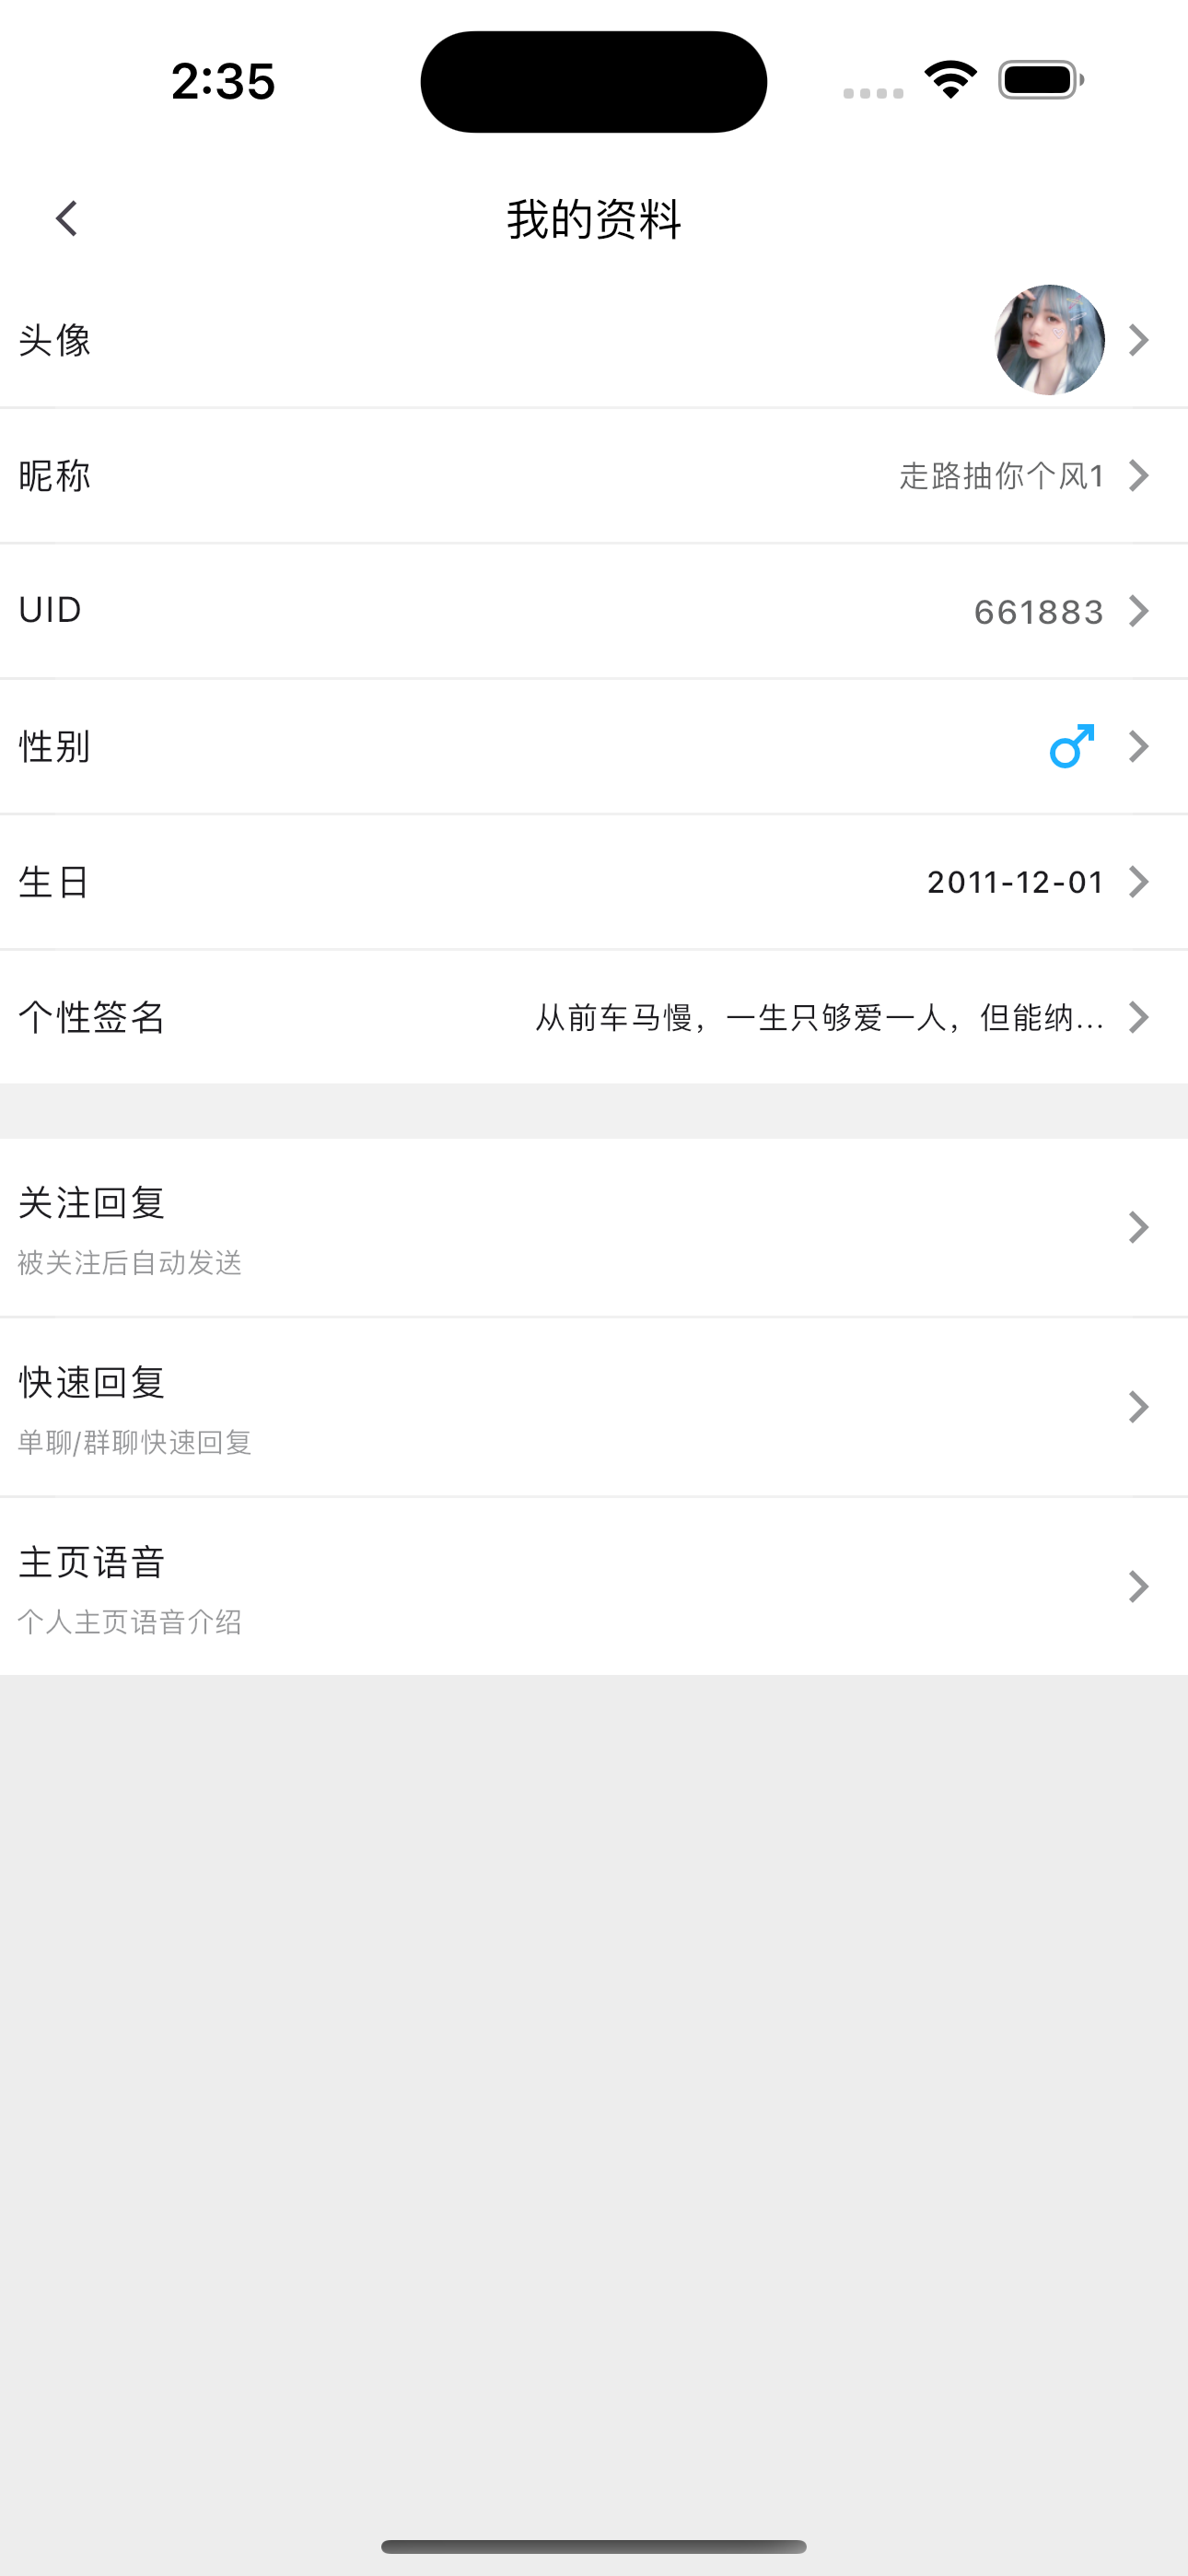 2:35
我的资料
头像
昵称
走路抽你个风1
UID
661883
性别
生日
2011-12-01
个性签名
从前车马慢，一生只够爱一人，但能纳...
关注回复
被关注后自动发送
快速回复
单聊/群聊快速回复
主页语音
个人主页语音介绍